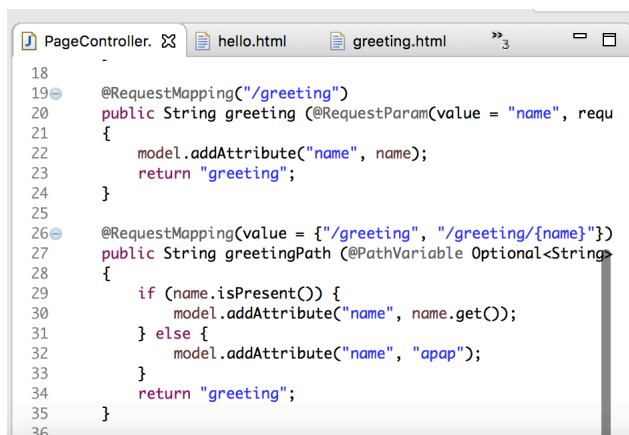 PageController. hello.html greeting.html 3
18
19 @RequestMapping("/greeting")
20 public String greeting (@RequestParam(value = "name", requ
21 {
22 model.addAttribute("name", name);
23 return "greeting";
24 }
25
26 @RequestMapping(value = {"/greeting", "/greeting/{name}"})
27 public String greetingPath (@PathVariable Optional<String>
28 {
29 if (name.isPresent()) {
30 model.addAttribute("name", name.get());
31 } else {
32 model.addAttribute("name", "apap");
33 }
34 return "greeting";
35 }
36